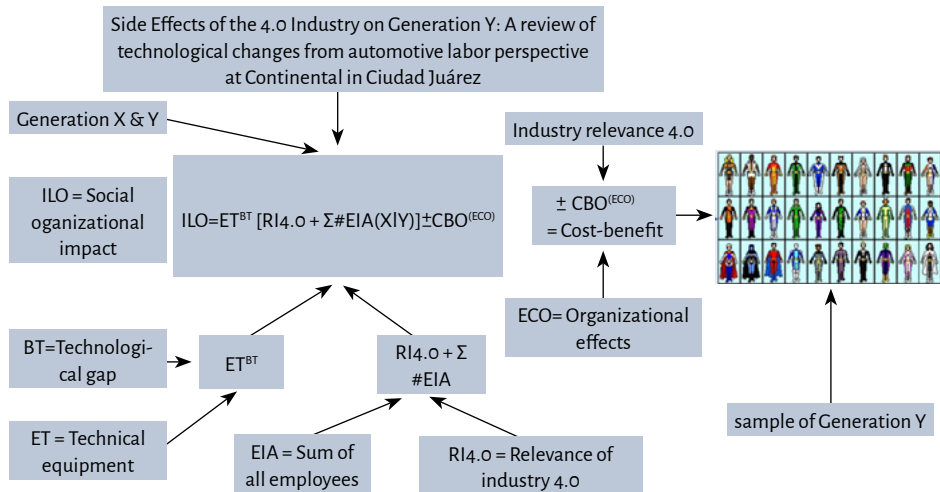 Side Effects of the 4.0 Industry on Generation Y: A review of
technological changes from automotive labor perspective
at Continental in Ciudad Juárez
Generation X & Y
Industry relevance 4.0
ILO = Social
oganizational
impact
ILO=ET^BT [RI4.0 + Σ#EIA(X|Y)]±CBO^(ECO)
± CBO^(ECO)
= Cost-benefit
ECO= Organizational
effects
BT=Technologi-
cal gap
ET^BT
RI4.0 + Σ
#EIA
ET = Technical
equipment
EIA = Sum of
all employees
RI4.0 = Relevance of
industry 4.0
sample of Generation Y